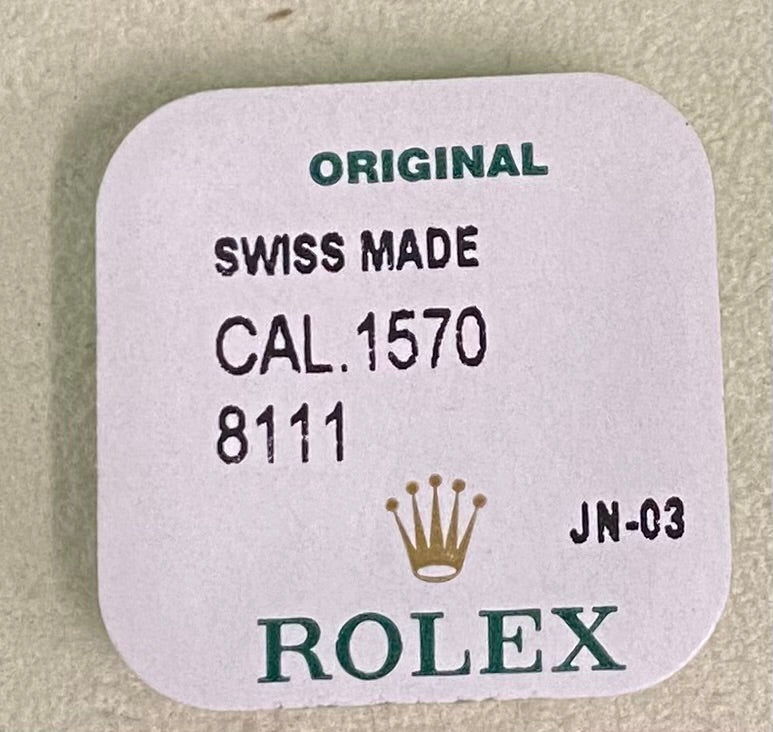 ORIGINAL
SWISS MADE
CAL.1570
8111
JN-03
ROLEX